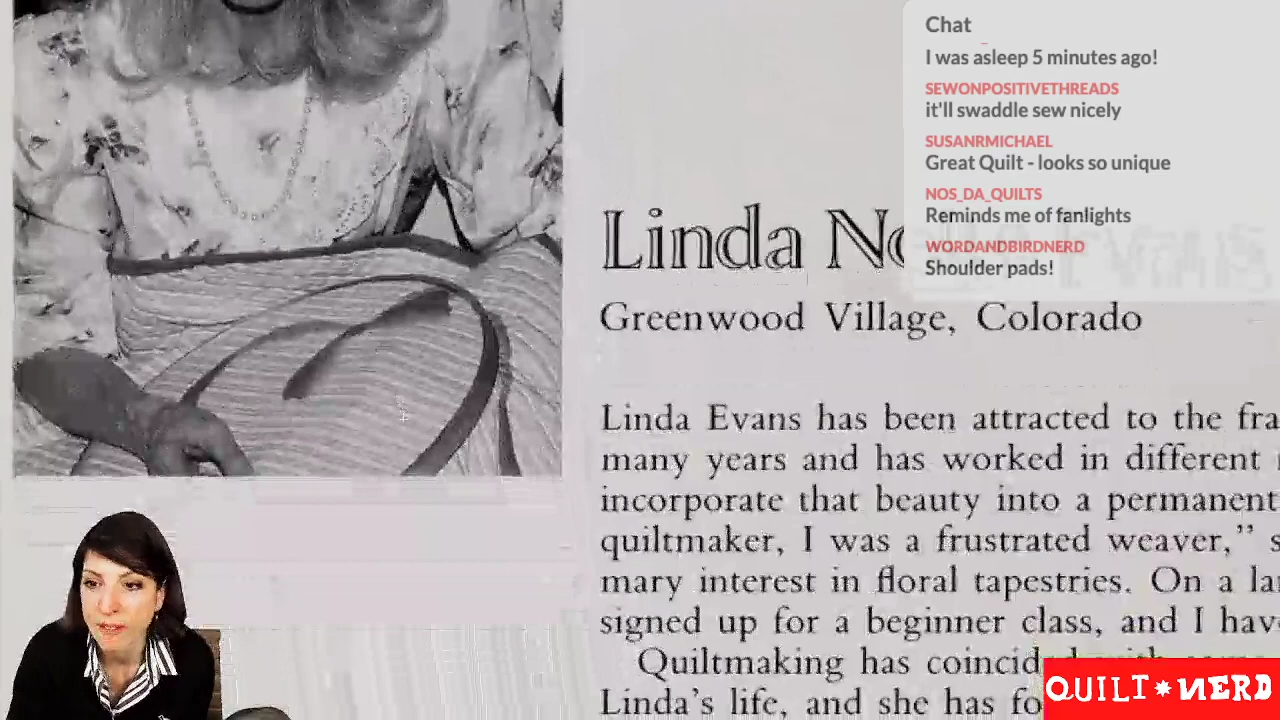 Chat
I was asleep 5 minutes ago!
SEWONPOSITIVETHREADS
it'll swaddle sew nicely
SUSANRMICHAEL
Great Quilt - looks so unique
NOS_DA_QUILTS
Reminds me of fanlights
WORDANDBIRDNERD
Shoulder pads!
Linda
Greenwood Village, Colorado
Linda Evans has been attracted to the
many years and has worked in different
incorporate that beauty into a permanent
quiltmaker, I was a frustrated weaver,”
mary interest in floral tapestries. On a
signed up for a beginner class, and I
Quiltmaking has
Linda's life, and she has
QUILT*NERD